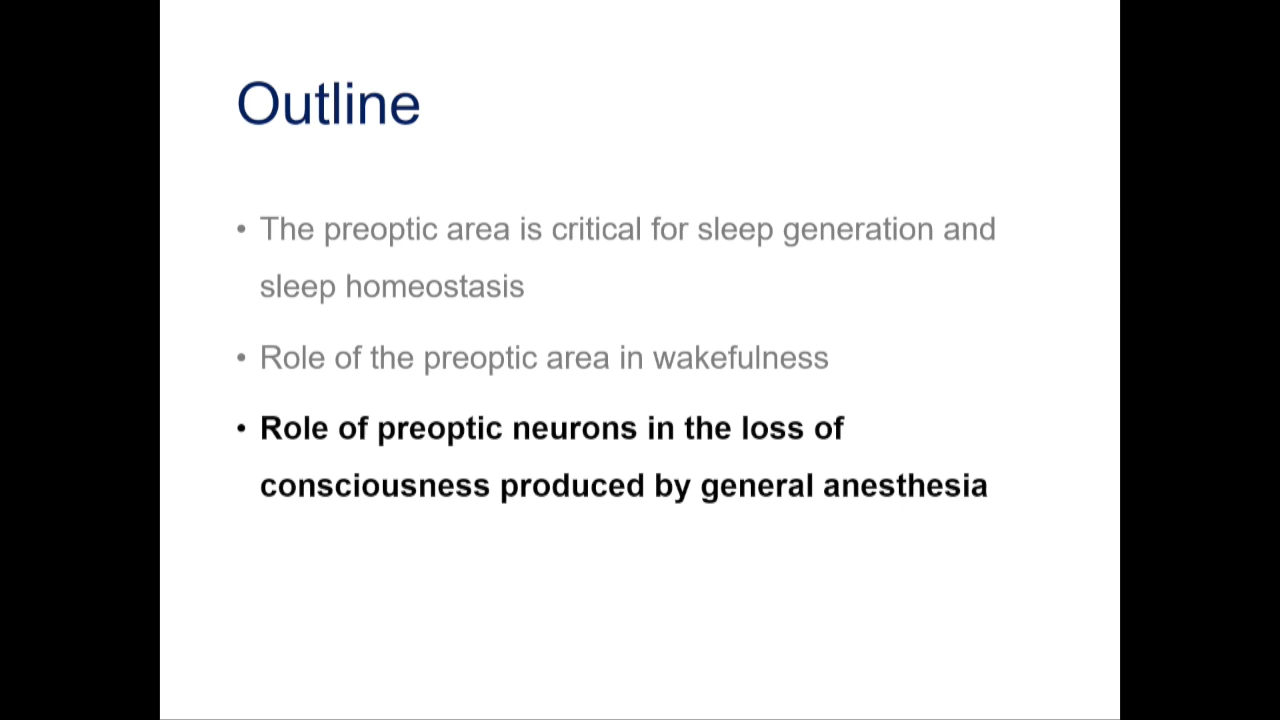 Outline
• The preoptic area is critical for sleep generation and
sleep homeostasis
• Role of the preoptic area in wakefulness
• Role of preoptic neurons in the loss of
consciousness produced by general anesthesia